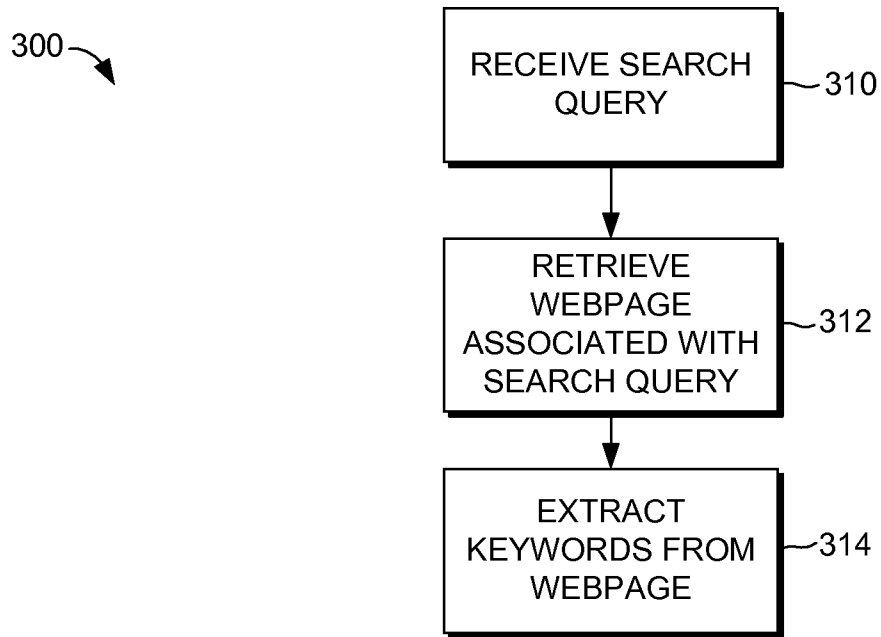 300
RECEIVE SEARCH
QUERY
310
RETRIEVE
WEBPAGE
ASSOCIATED WITH
SEARCH QUERY
312
EXTRACT
KEYWORDS FROM
WEBPAGE
314